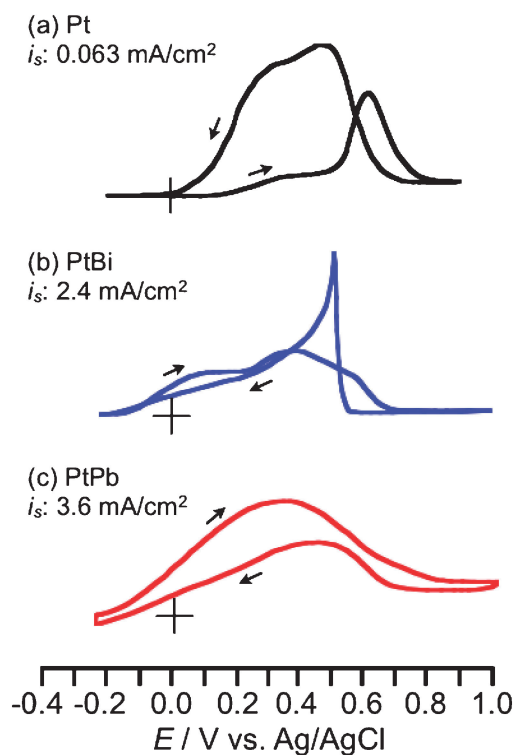 (a) Pt
iₛ: 0.063 mA/cm²
(b) PtBi
iₛ: 2.4 mA/cm²
(c) PtPb
iₛ: 3.6 mA/cm²
-0.4 -0.2 0.0 0.2 0.4 0.6 0.8 1.0
E / V vs. Ag/AgCl